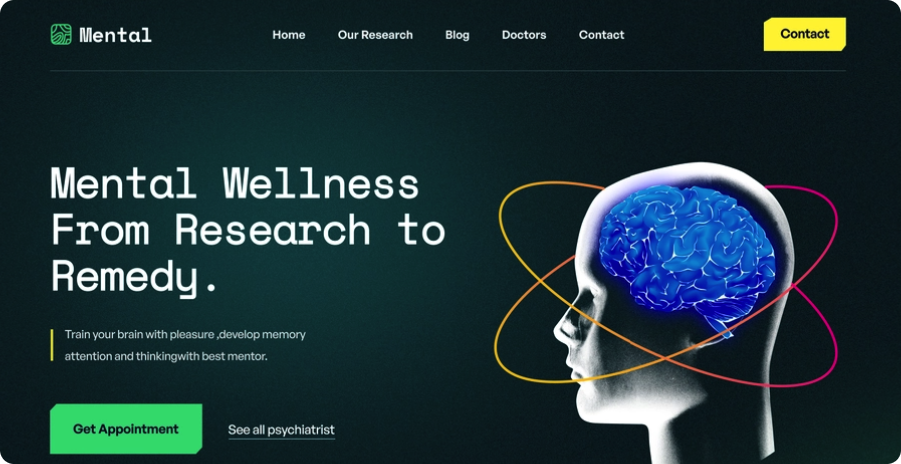 Mental
Home Our Research Blog Doctors Contact
Contact
Mental Wellness
From Research to
Remedy.
Train your brain with pleasure ,develop memory
attention and thinkingwith best mentor.
Get Appointment
See all psychiatrist